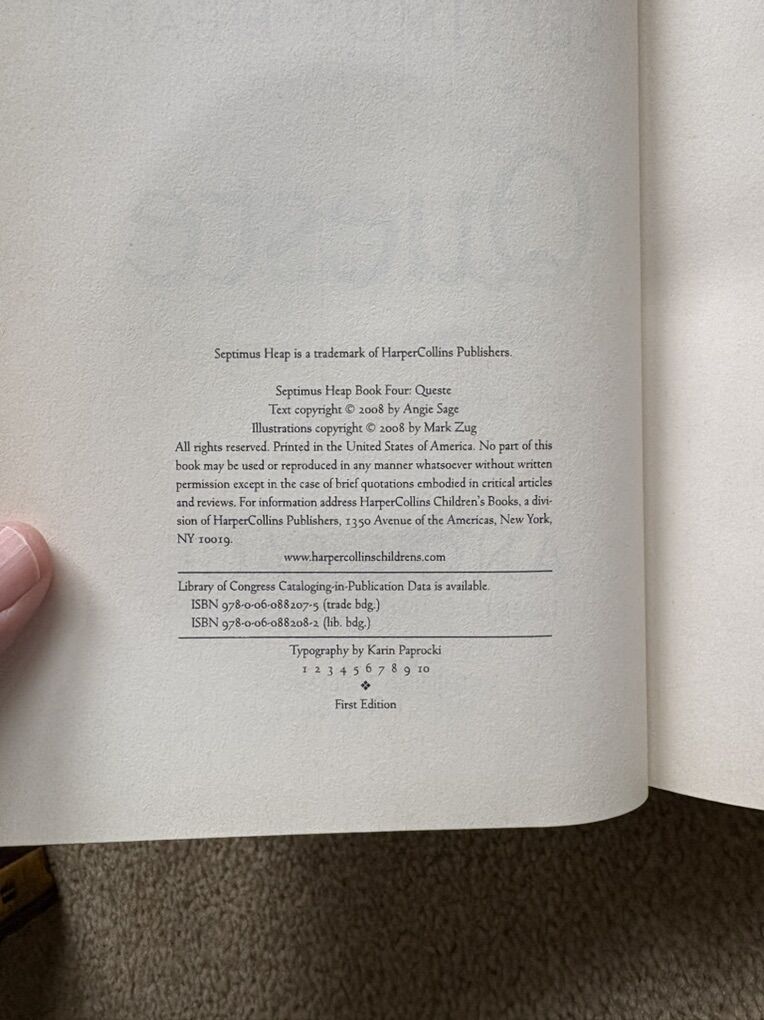 Septimus Heap is a trademark of HarperCollins Publishers.
Septimus Heap Book Four: Queste
Text copyright © 2008 by Angie Sage
Illustrations copyright © 2008 by Mark Zug
All rights reserved. Printed in the United States of America. No part of this
book may be used or reproduced in any manner whatsoever without written
permission except in the case of brief quotations embodied in critical articles
and reviews. For information address HarperCollins Children's Books, a divi-
sion of HarperCollins Publishers, 1350 Avenue of the Americas, New York,
NY 10019.
www.harpercollinschildrens.com
Library of Congress Cataloging-in-Publication Data is available.
ISBN 978-0-06-088207-5 (trade bdg.)
ISBN 978-0-06-088208-2 (lib. bdg.)
Typography by Karin Paprocki
1 2 3 4 5 6 7 8 9 10
❖
First Edition